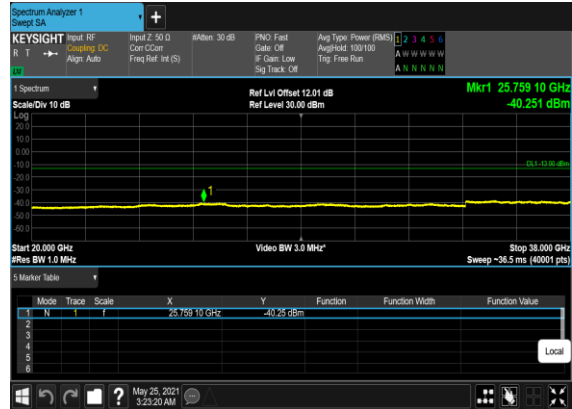 Spectrum Analyzer 1
Swept SA
+
KEYSIGHT Input: RF Input Z: 50 Ω #Atten: 30 dB PNO: Fast Avg Type: Power (RMS) 1 2 3 4 5 6
R T Coupling: DC Corr CCorr Gate: Off Avg|Hold: 100/100 A W W W W W
Align: Auto Freq Ref: Int (S) IF Gain: Low Trig: Free Run
Sig Track: Off A N N N N N
1 Spectrum Ref Lvl Offset 12.01 dB Mkr1 25.759 10 GHz
Scale/Div 10 dB Ref Level 30.00 dBm -40.251 dBm
Log
20.0
10.0
0.00
-10.0 DL1 -13.00 dBm
-20.0
-30.0 1
-40.0
-50.0
-60.0
Start 20.000 GHz Video BW 3.0 MHz* Stop 38.000 GHz
#Res BW 1.0 MHz Sweep ~36.5 ms (40001 pts)
5 Marker Table
Mode Trace Scale X Y Function Function Width Function Value
1 N 1 f 25.759 10 GHz -40.25 dBm
2
3
4
5
6
Local
? May 25, 2021
3:23:20 AM